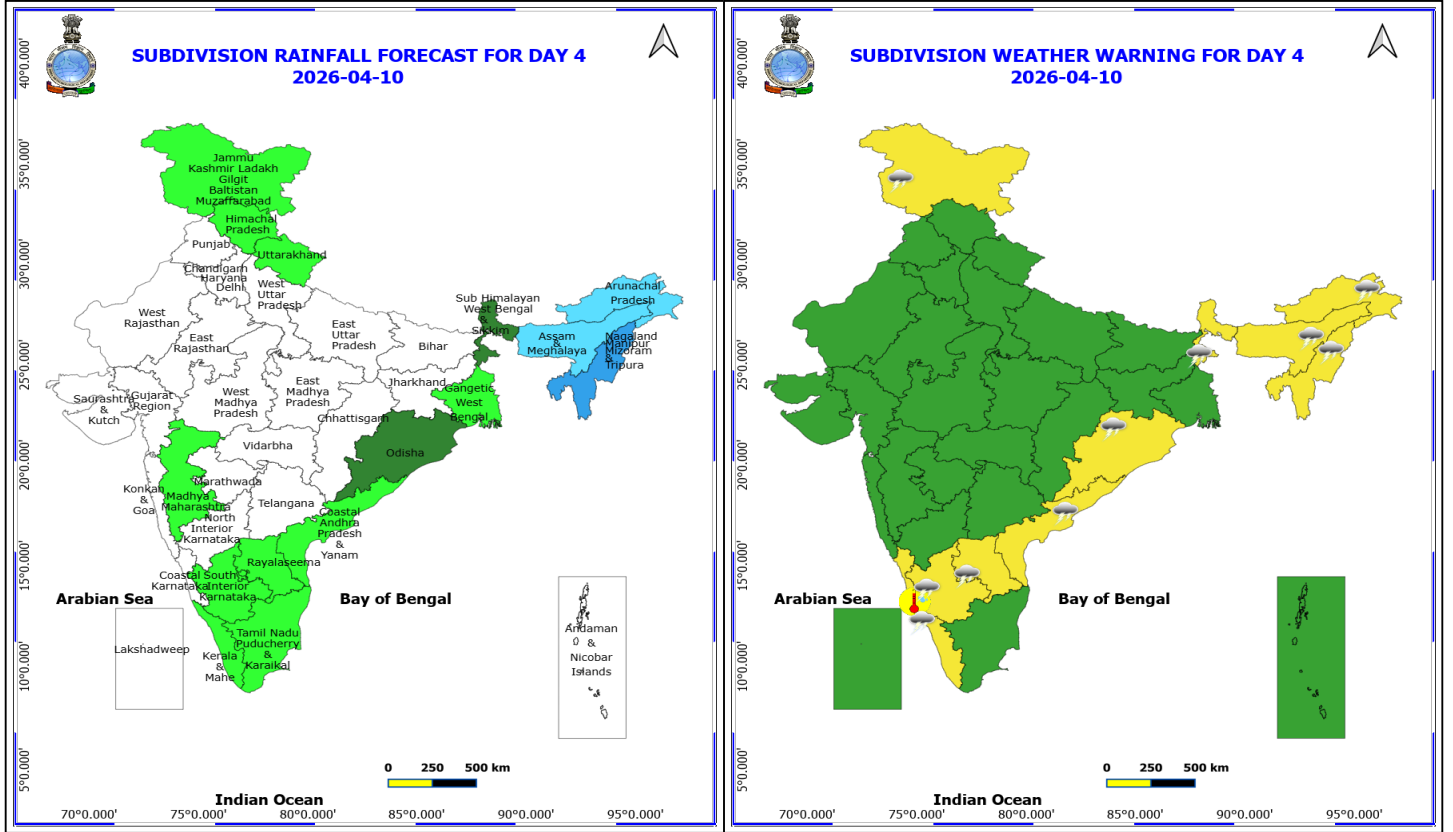 SUBDIVISION RAINFALL FORECAST FOR DAY 4
2026-04-10
40°0.000'
35°0.000'
30°0.000'
25°0.000'
20°0.000'
15°0.000'
10°0.000'
5°0.000'
Jammu
Kashmir Ladakh
Gilgit
Baltistan
Muzaffarabad
Himachal
Pradesh
Punjab
Uttarakhand
Chandigarh
Haryana
Delhi
West
Uttar
Pradesh
West
Rajasthan
East
Rajasthan
East
Uttar
Pradesh
Bihar
Sub Himalayan
West Bengal
&
Sikkim
Arunachal
Pradesh
Assam
&
Meghalaya
Nagaland
Manipur
Mizoram
&
Tripura
Saurashtra
&
Kutch
Gujarat
Region
West
Madhya
Pradesh
East
Madhya
Pradesh
Jharkhand
Gangetic
West
Bengal
Chhattisgarh
Odisha
Vidarbha
Konkan
&
Goa
Madhya
Maharashtra
Marathwada
Telangana
North
Interior
Karnataka
Coastal
Andhra
Pradesh
&
Yanam
Rayalaseema
Coastal
Karnataka
South
Interior
Karnataka
Arabian Sea
Bay of Bengal
Lakshadweep
Kerala
&
Mahe
Tamil Nadu
Puducherry
&
Karaikal
Andaman
&
Nicobar
Islands
0 250 500 km
Indian Ocean
70°0.000' 75°0.000' 80°0.000' 85°0.000' 90°0.000' 95°0.000'
SUBDIVISION WEATHER WARNING FOR DAY 4
2026-04-10
40°0.000'
35°0.000'
30°0.000'
25°0.000'
20°0.000'
15°0.000'
10°0.000'
5°0.000'
Arabian Sea
Bay of Bengal
0 250 500 km
Indian Ocean
70°0.000' 75°0.000' 80°0.000' 85°0.000' 90°0.000' 95°0.000'